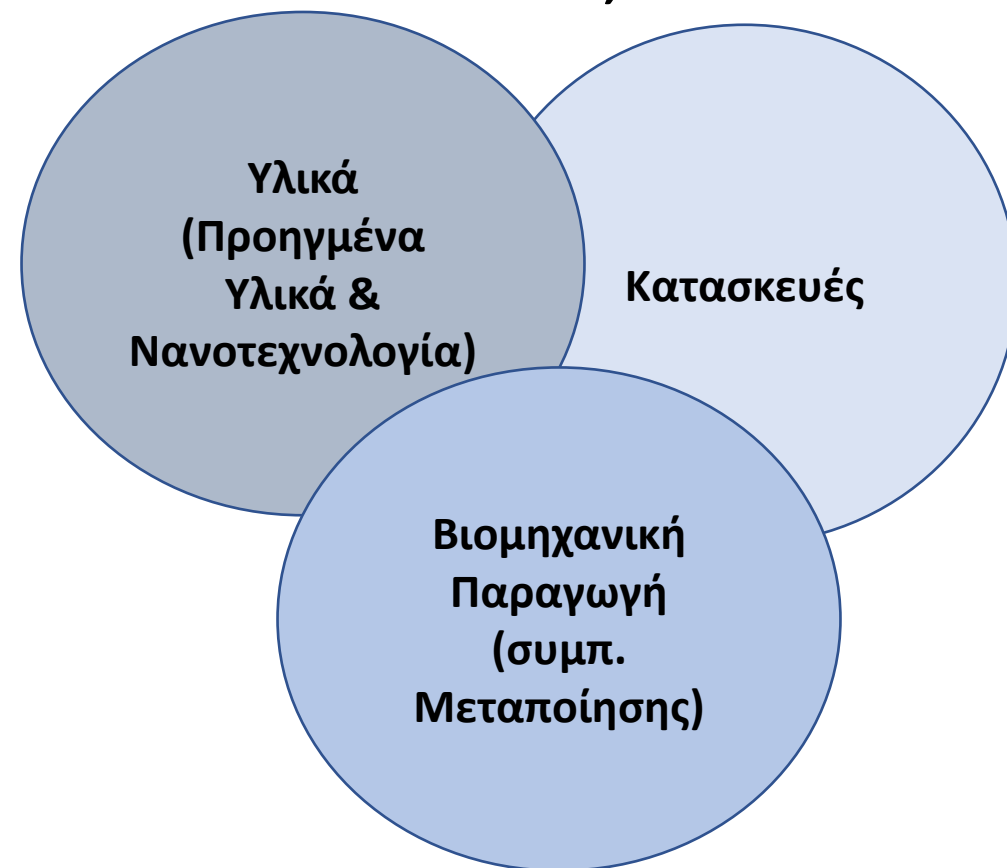 Υλικά
(Προηγμένα
Υλικά &
Νανοτεχνολογία)
Κατασκευές
Βιομηχανική
Παραγωγή
(συμπ.
Μεταποίησης)